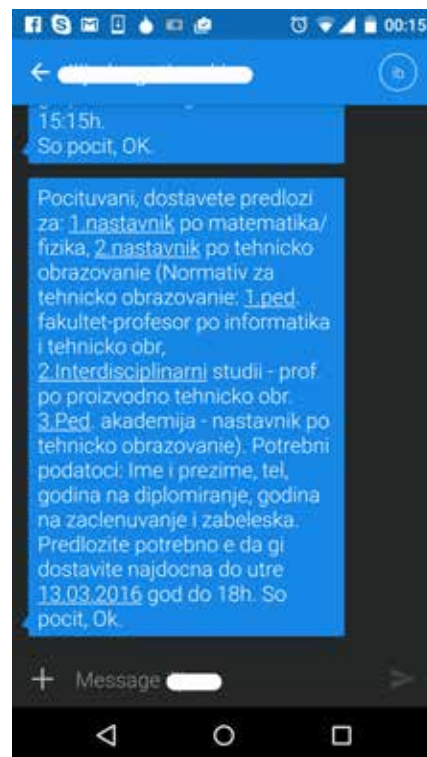 00:15
15:15h.
So pocit, OK.
Pocituvani, dostavete predlozi
za: 1.nastavnik po matematika/
fizika, 2.nastavnik po tehnicko
obrazovanie (Normativ za
tehnicko obrazovanie: 1.ped.
fakultet-profesor po informatika
i tehnicko obr,
2.Interdisciplinarni studii - prof
po proizvodno tehnicko obr.
3.Ped. akademija - nastavnik po
tehnicko obrazovanie). Potrebni
podatoci: Ime i prezime, tel,
godina na diplomiranje, godina
na zaclenuvanje i zabeleska.
Predlozite potrebno e da gi
dostavite najdocna do utre
13.03.2016 god do 18h. So
pocit, Ok.
Message